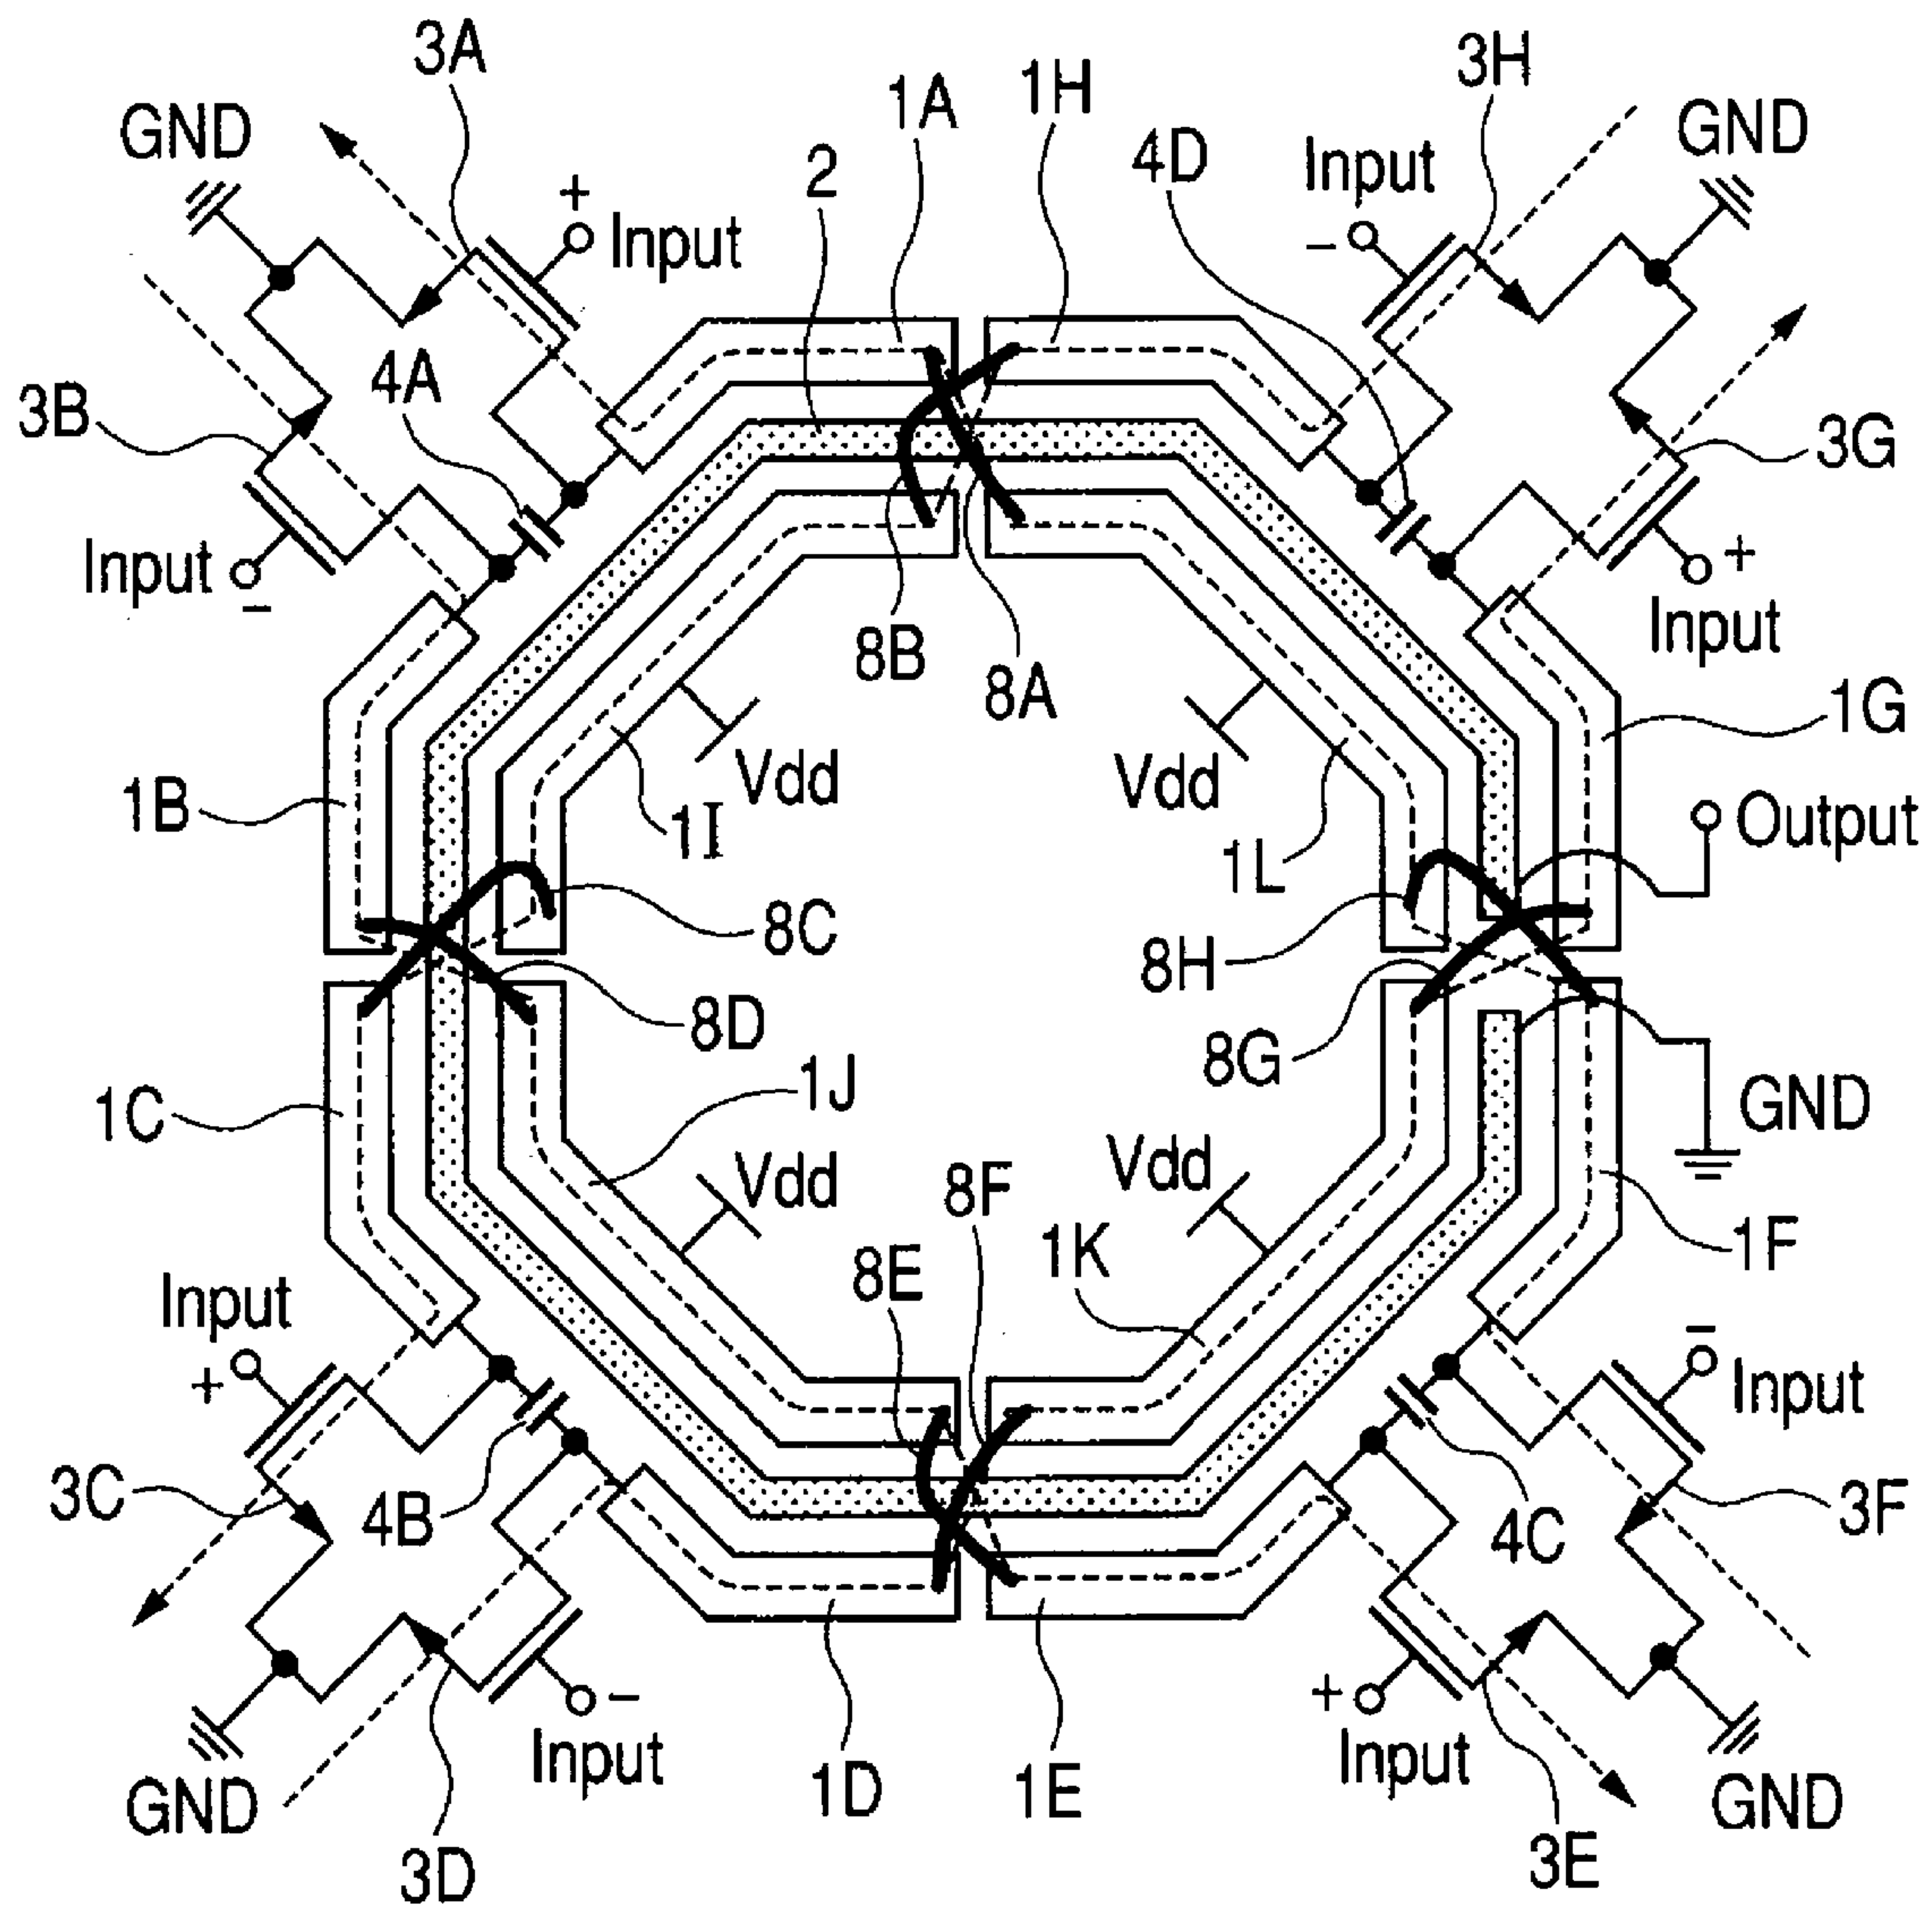 3A
1A
1H
3H
GND
2
4D
Input
GND
+
Input
−
4A
3B
3G
Input
−
+
Input
8B
8A
1G
Vdd
Vdd
1B
1I
1L
Output
8C
8H
8D
8G
1J
1C
GND
Vdd
8F
Vdd
1K
1F
8E
Input
+
−
Input
3C
4B
4C
3F
−
Input
+
Input
GND
1D
1E
GND
3D
3E